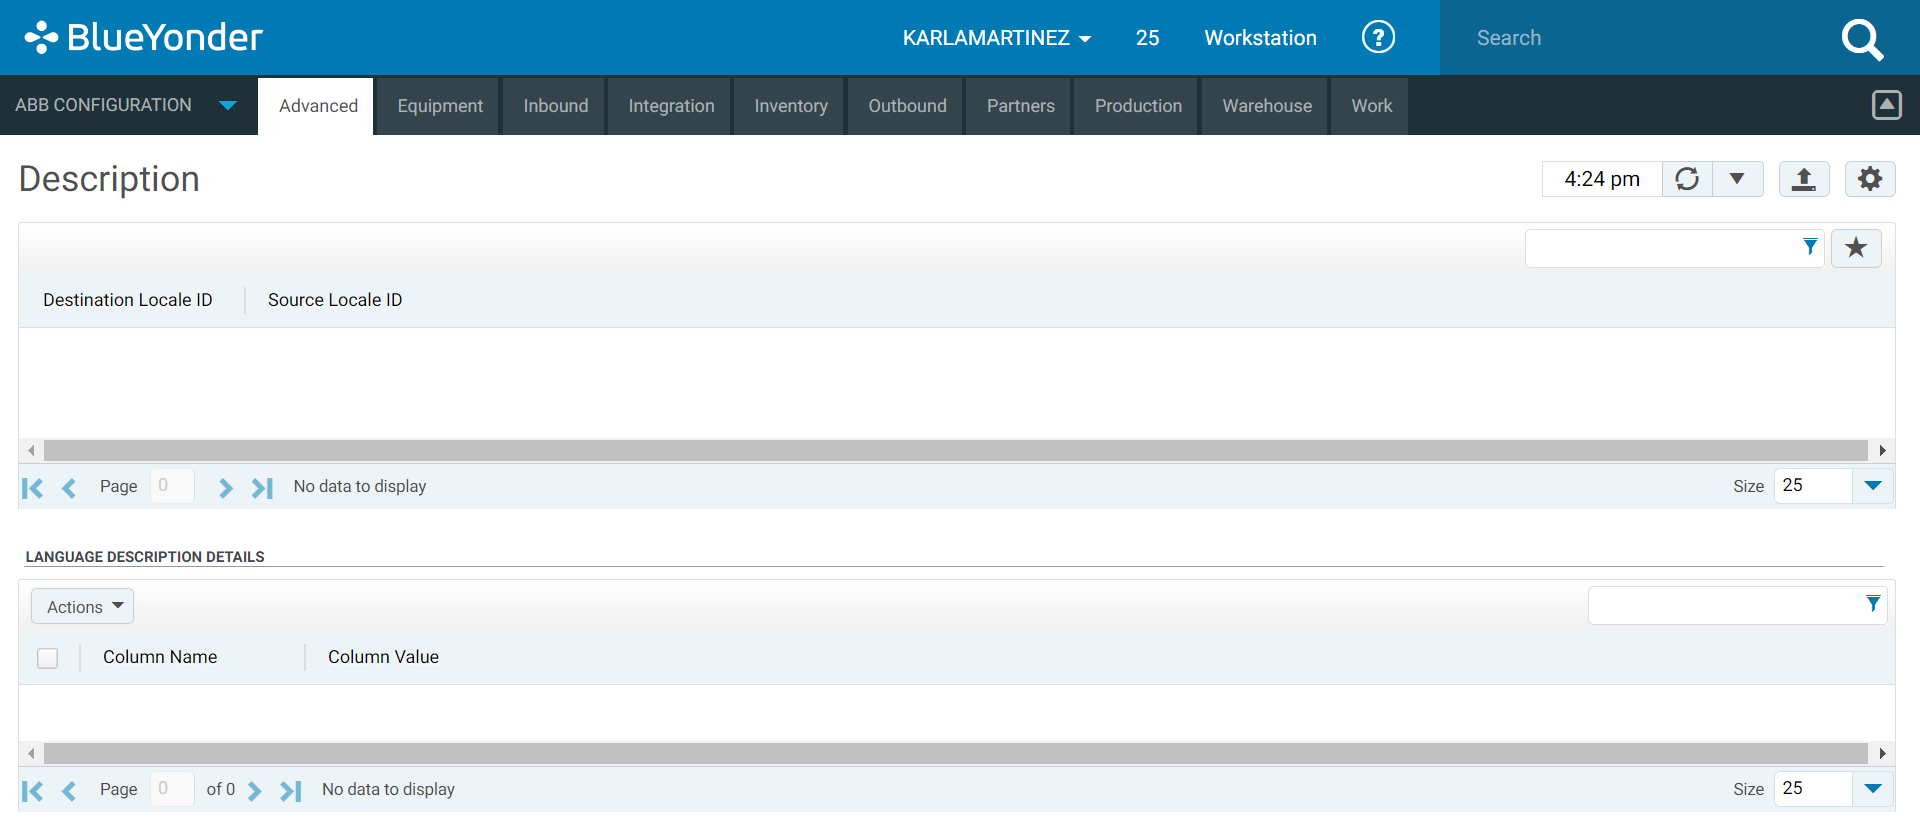 BlueYonder
KARLAMARTINEZ 25 Workstation ? Search
ABB CONFIGURATION Advanced Equipment Inbound Integration Inventory Outbound Partners Production Warehouse Work
Description 4:24 pm
Destination Locale ID Source Locale ID
Page 0 No data to display Size 25
LANGUAGE DESCRIPTION DETAILS
Actions
Column Name Column Value
Page 0 of 0 No data to display Size 25